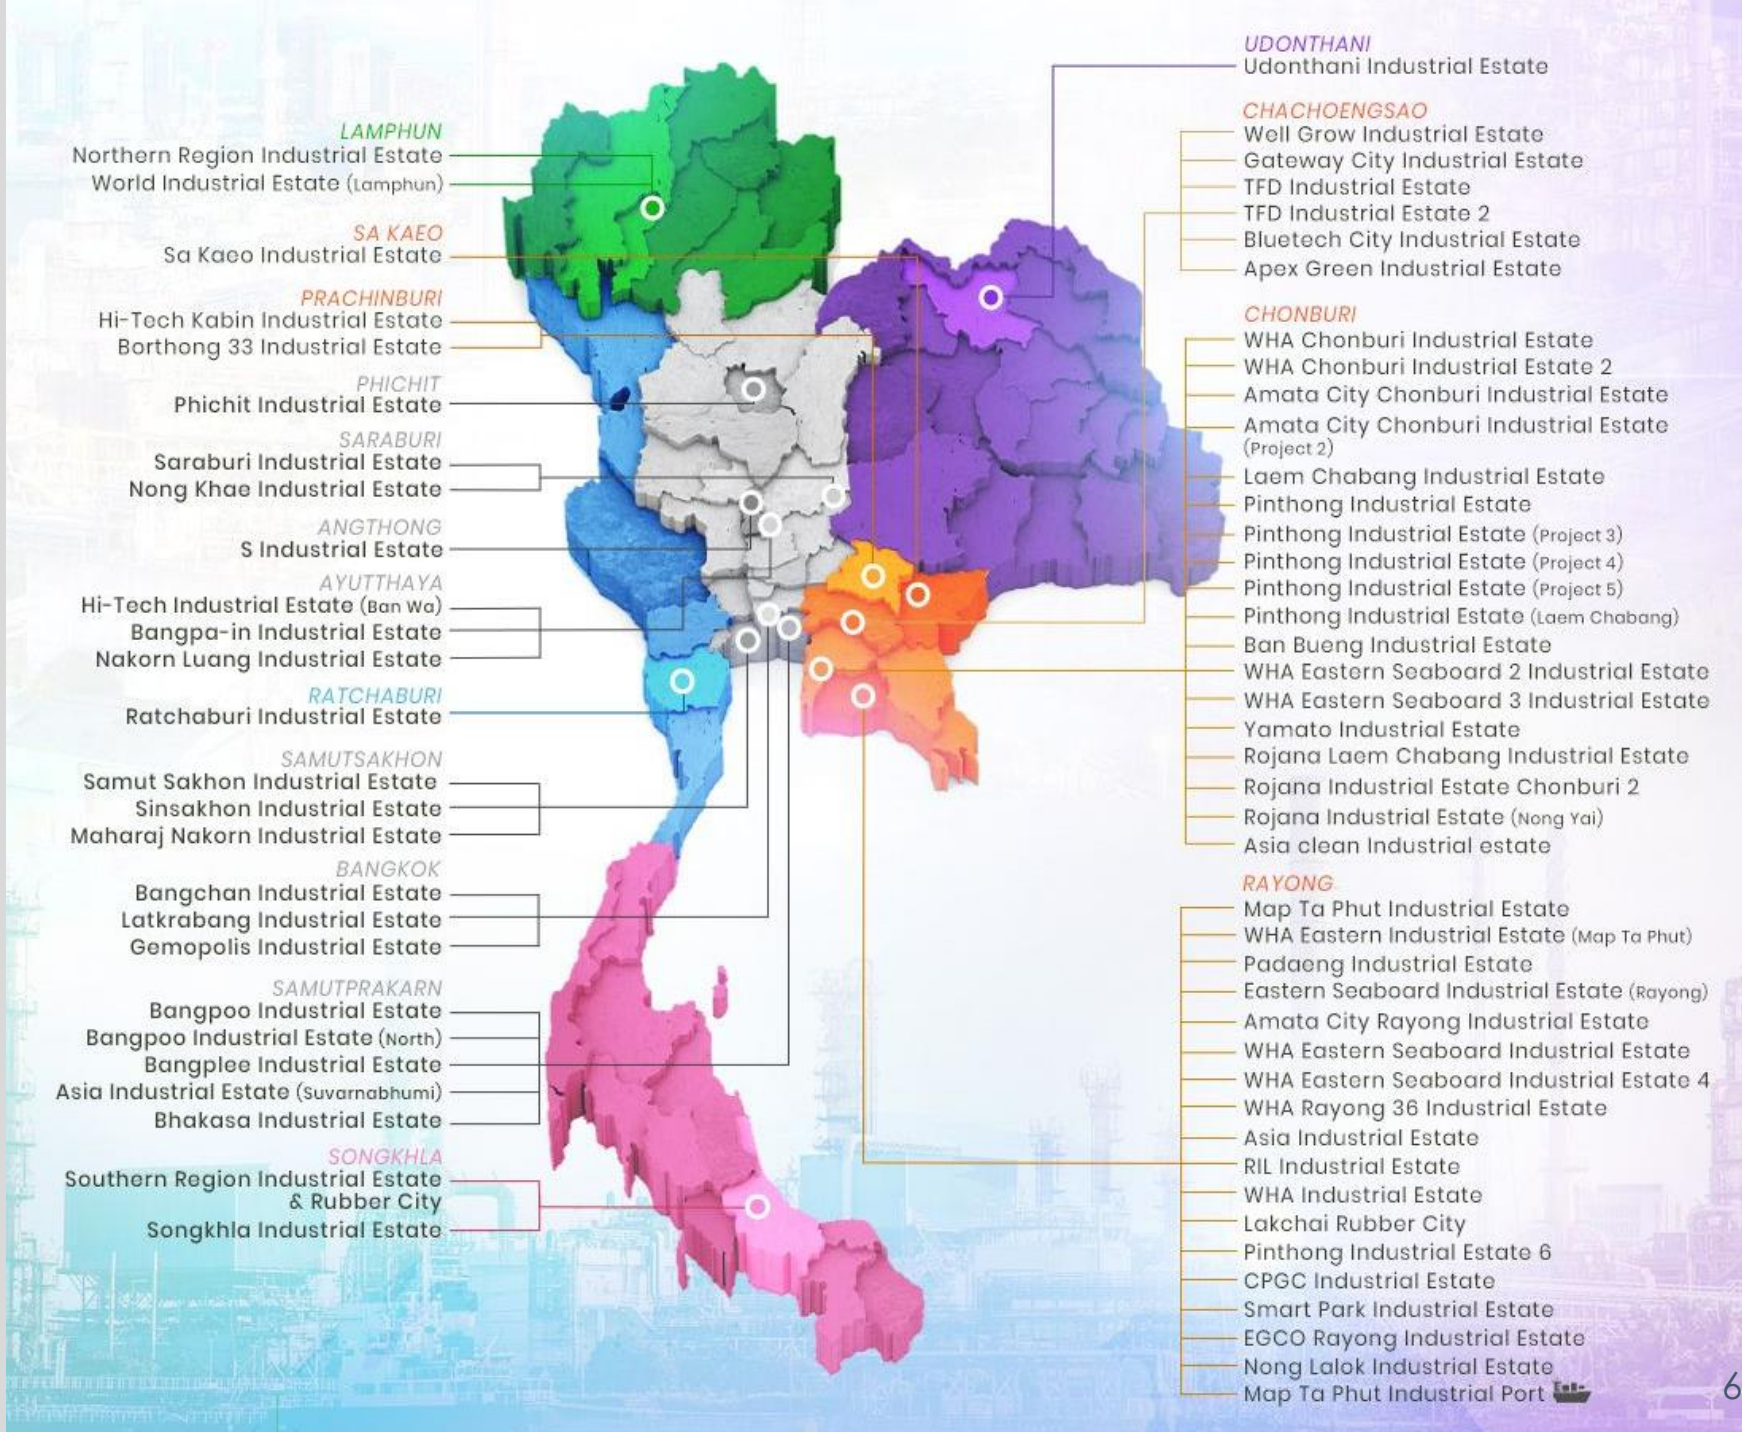 LAMPHUN
Northern Region Industrial Estate
World Industrial Estate (Lamphun)
SA KAEO
Sa Kaeo Industrial Estate
PRACHINBURI
Hi-Tech Kabin Industrial Estate
Borthong 33 Industrial Estate
PHICHIT
Phichit Industrial Estate
SARABURI
Saraburi Industrial Estate
Nong Khae Industrial Estate
ANGTHONG
S Industrial Estate
AYUTTHAYA
Hi-Tech Industrial Estate (Ban Wa)
Bangpa-in Industrial Estate
Nakorn Luang Industrial Estate
RATCHABURI
Ratchaburi Industrial Estate
SAMUTSAKHON
Samut Sakhon Industrial Estate
Sinsakhon Industrial Estate
Maharaj Nakorn Industrial Estate
BANGKOK
Bangchan Industrial Estate
Latkrabang Industrial Estate
Gemopolis Industrial Estate
SAMUTPRAKARN
Bangpoo Industrial Estate
Bangpoo Industrial Estate (North)
Bangplee Industrial Estate
Asia Industrial Estate (Suvarnabhumi)
Bhakasa Industrial Estate
SONGKHLA
Southern Region Industrial Estate
& Rubber City
Songkhla Industrial Estate
UDONTHANI
Udonthani Industrial Estate
CHACHOENGSAO
Well Grow Industrial Estate
Gateway City Industrial Estate
TFD Industrial Estate
TFD Industrial Estate 2
Bluetech City Industrial Estate
Apex Green Industrial Estate
CHONBURI
WHA Chonburi Industrial Estate
WHA Chonburi Industrial Estate 2
Amata City Chonburi Industrial Estate
Amata City Chonburi Industrial Estate
(Project 2)
Laem Chabang Industrial Estate
Pinthong Industrial Estate
Pinthong Industrial Estate (Project 3)
Pinthong Industrial Estate (Project 4)
Pinthong Industrial Estate (Project 5)
Pinthong Industrial Estate (Laem Chabang)
Ban Bueng Industrial Estate
WHA Eastern Seaboard 2 Industrial Estate
WHA Eastern Seaboard 3 Industrial Estate
Yamato Industrial Estate
Rojana Laem Chabang Industrial Estate
Rojana Industrial Estate Chonburi 2
Rojana Industrial Estate (Nong Yai)
Asia clean Industrial estate
RAYONG
Map Ta Phut Industrial Estate
WHA Eastern Industrial Estate (Map Ta Phut)
Padaeng Industrial Estate
Eastern Seaboard Industrial Estate (Rayong)
Amata City Rayong Industrial Estate
WHA Eastern Seaboard Industrial Estate
WHA Eastern Seaboard Industrial Estate 4
WHA Rayong 36 Industrial Estate
Asia Industrial Estate
RIL Industrial Estate
WHA Industrial Estate
Lakchai Rubber City
Pinthong Industrial Estate 6
CPGC Industrial Estate
Smart Park Industrial Estate
EGCO Rayong Industrial Estate
Nong Lalok Industrial Estate
Map Ta Phut Industrial Port
6